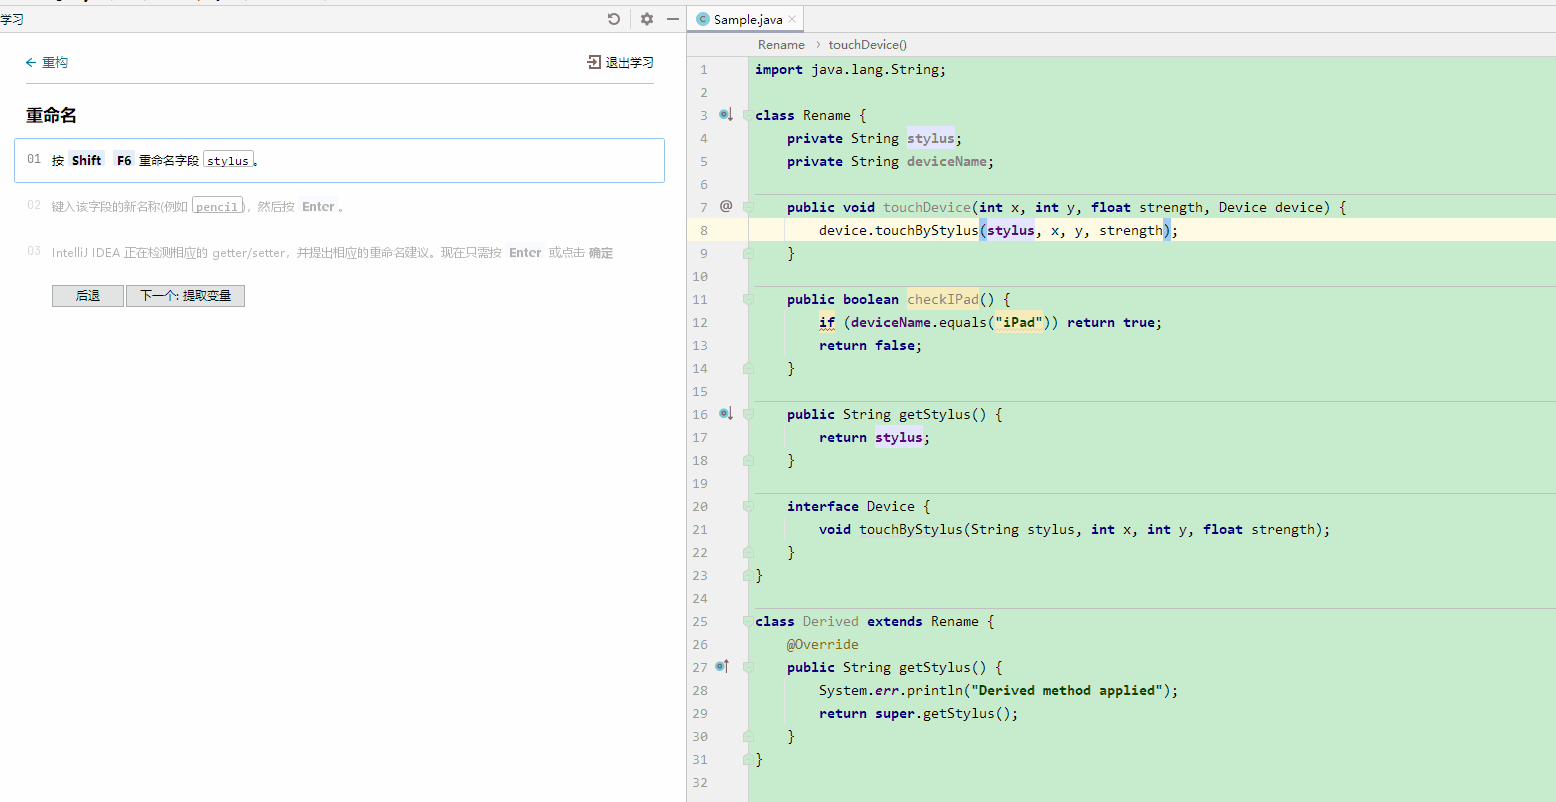 学习
重构
退出学习
重命名
01 按 Shift F6 重命名字段 stylus。
02 键入该字段的新名称(例如 pencil)，然后按 Enter 。
03 IntelliJ IDEA 正在检测相应的 getter/setter，并提出相应的重命名建议。现在只需按 Enter 或点击 确定
后退 下一个: 提取变量
Sample.java
Rename › touchDevice()
1 import java.lang.String;
2
3 class Rename {
4 private String stylus;
5 private String deviceName;
6
7 @ public void touchDevice(int x, int y, float strength, Device device) {
8 device.touchByStylus(stylus, x, y, strength);
9 }
10
11 public boolean checkIPad() {
12 if (deviceName.equals("iPad")) return true;
13 return false;
14 }
15
16 public String getStylus() {
17 return stylus;
18 }
19
20 interface Device {
21 void touchByStylus(String stylus, int x, int y, float strength);
22 }
23 }
24
25 class Derived extends Rename {
26 @Override
27 public String getStylus() {
28 System.err.println("Derived method applied");
29 return super.getStylus();
30 }
31 }
32